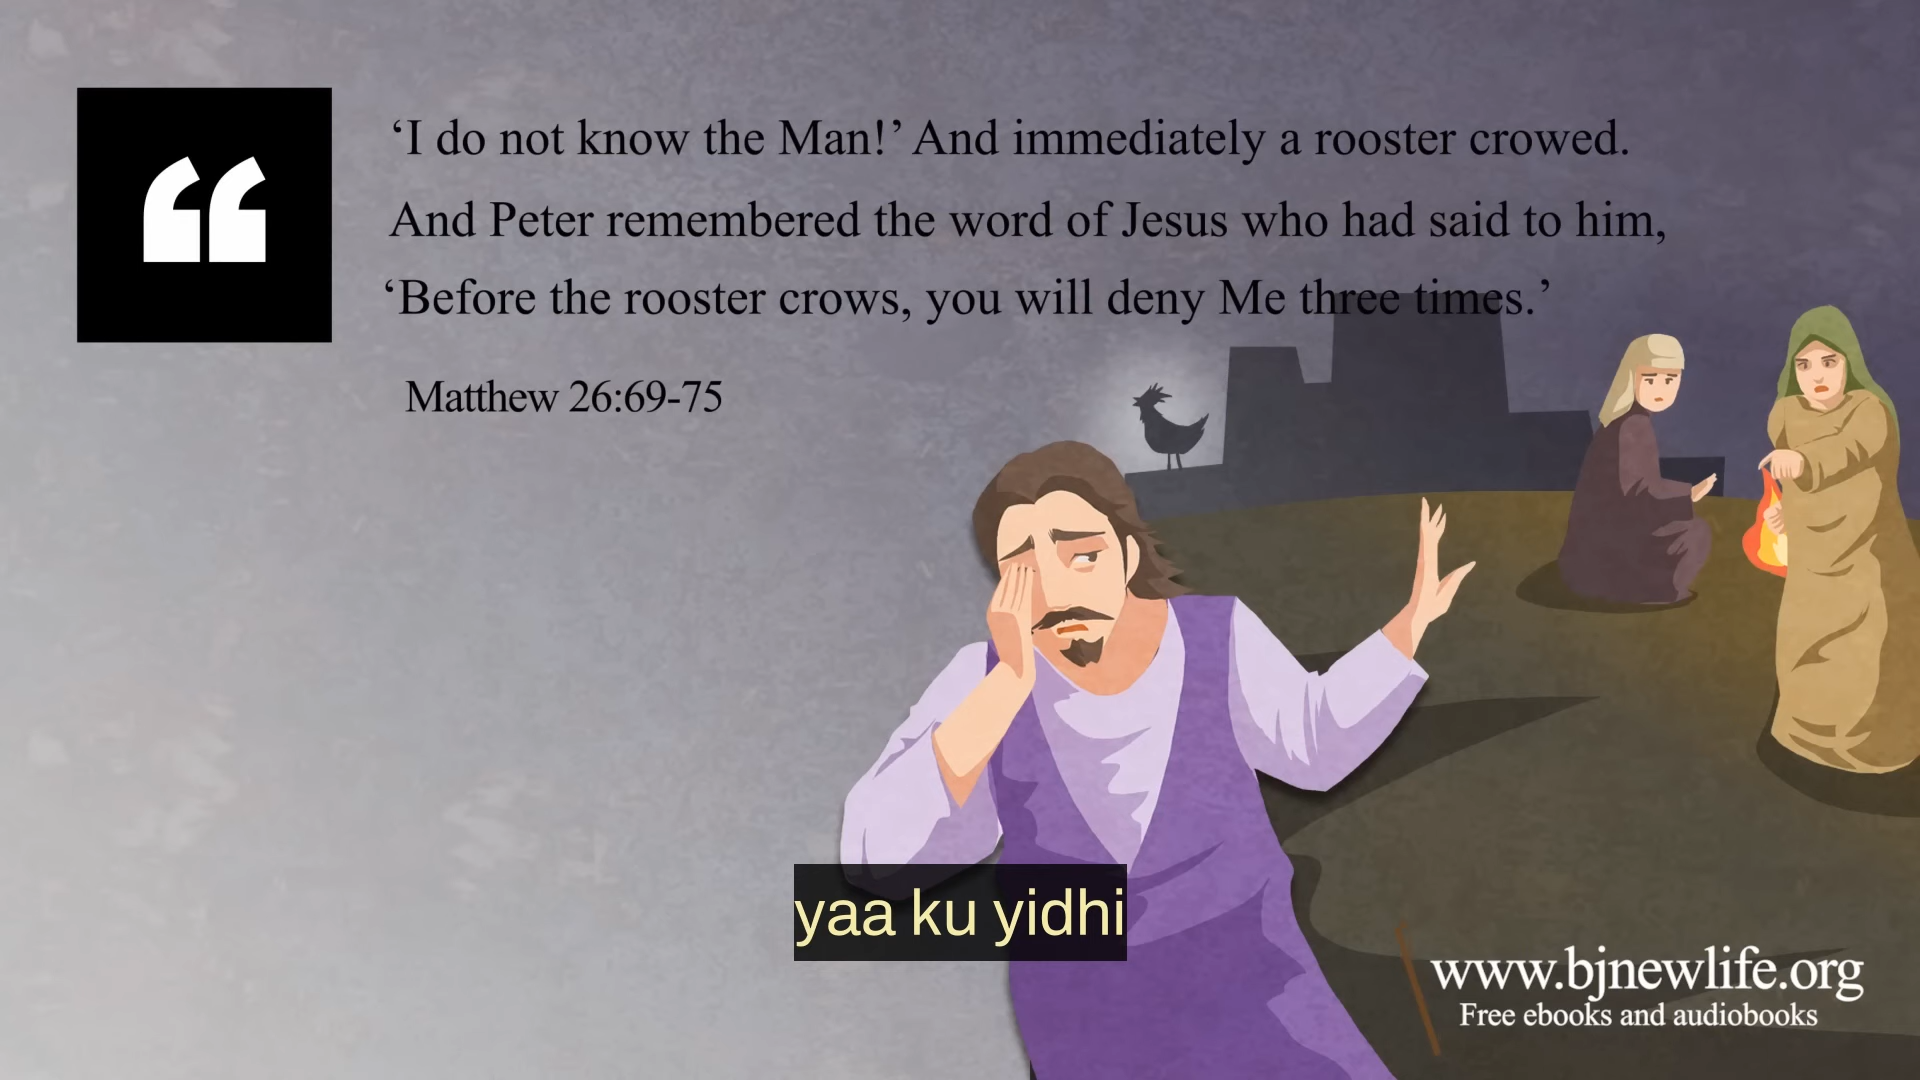 ‘I do not know the Man!’ And immediately a rooster crowed.
And Peter remembered the word of Jesus who had said to him,
‘Before the rooster crows, you will deny Me three times.’
Matthew 26:69-75
yaa ku yidhi
www.bjnewlife.org
Free ebooks and audiobooks